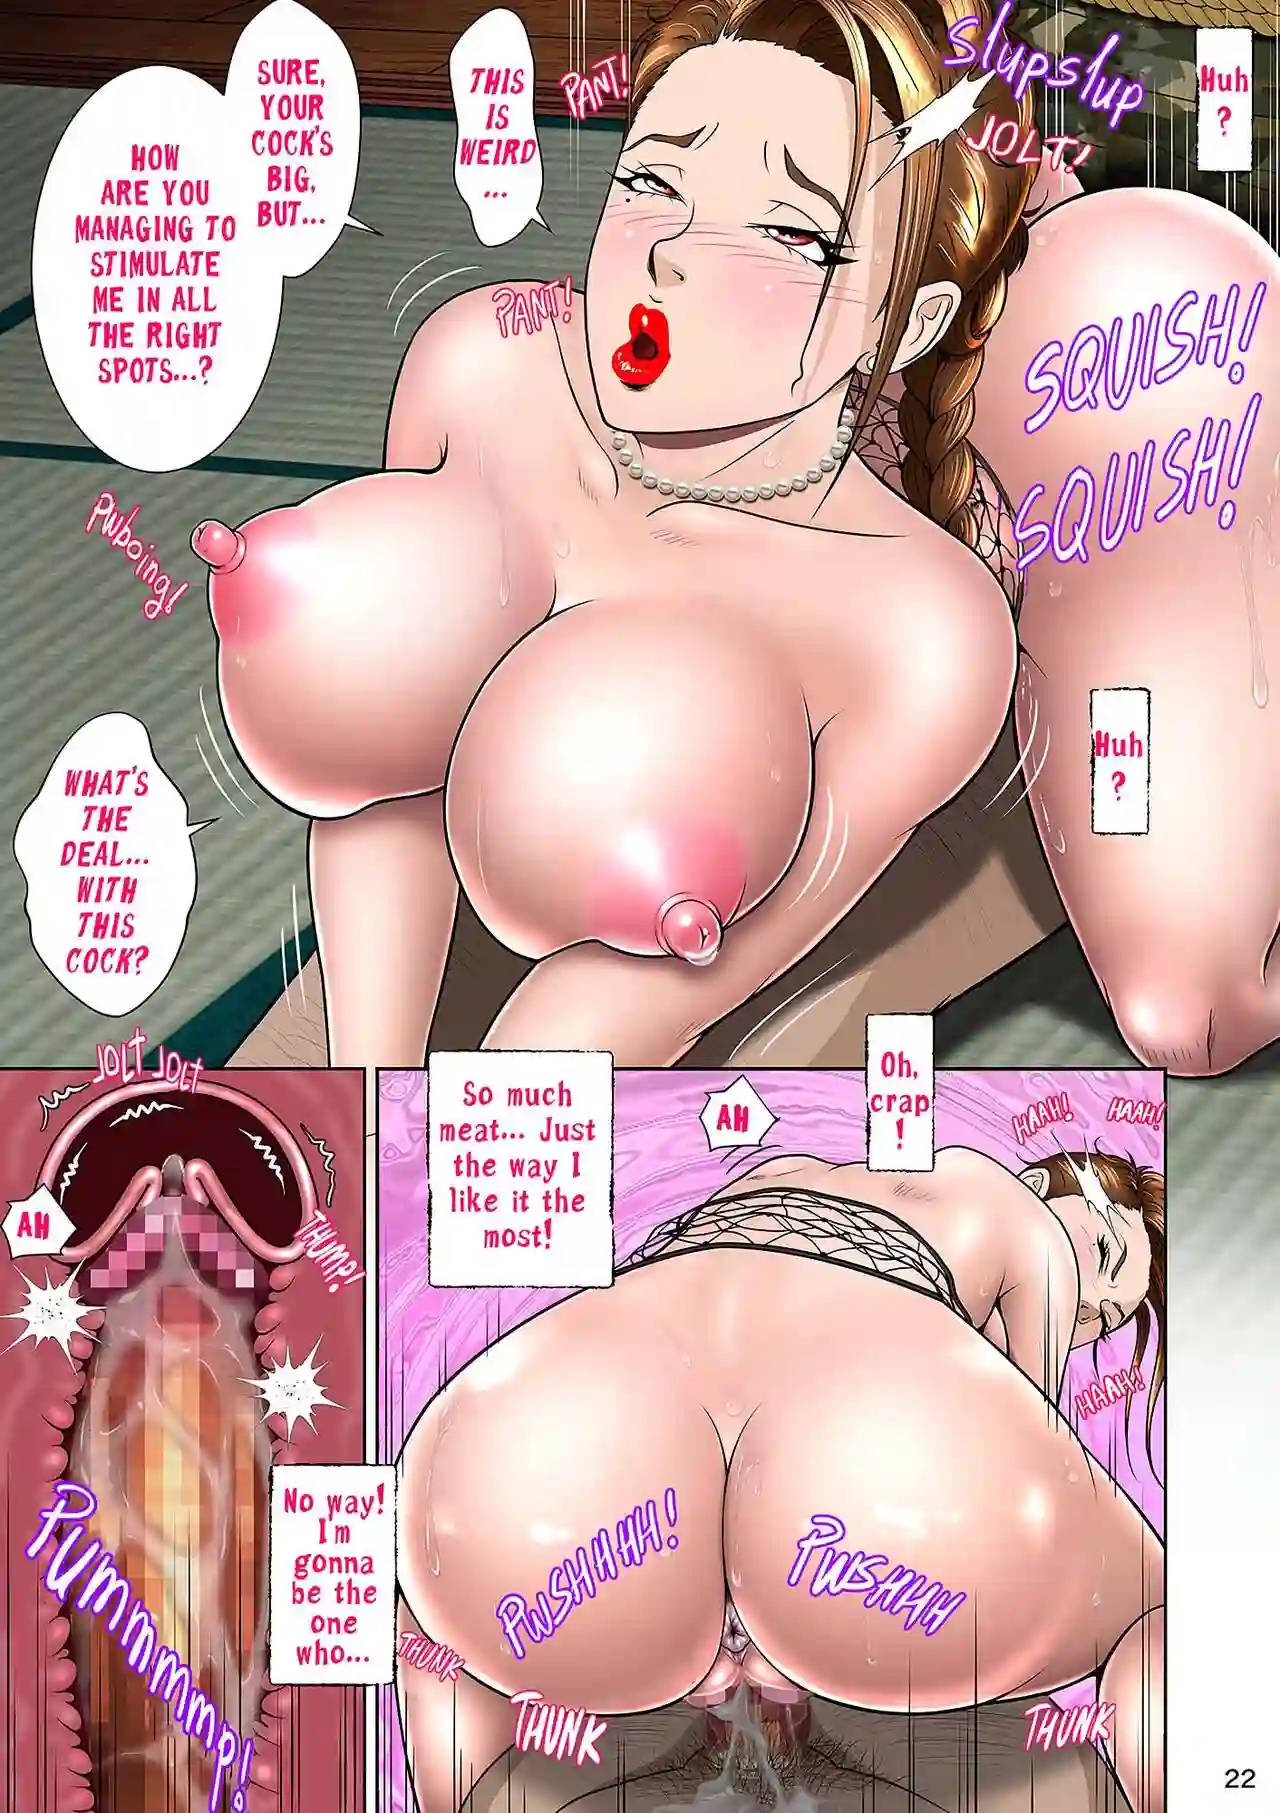 Huh
?
slupslup
JOLT!
PANT!
THIS
IS
WEIRD
...
SURE,
YOUR
COCK'S
BIG,
BUT...
HOW
ARE YOU
MANAGING TO
STIMULATE
ME IN ALL
THE RIGHT
SPOTS...?
PANT!
SQUISH!
SQUISH!
Pwboing!
Huh
?
WHAT'S
THE
DEAL...
WITH
THIS
COCK?
Oh,
crap
!
HAAH!
HAAH!
AH
So much
meat... Just
the way I
like it the
most!
HAAH!
PWSHHHH!
PWSHHH
THUNK
THUNK
THUNK
JOLT JOLT
AH
THUMP!
No way!
I'm
gonna
be the
one
who...
PUMMMMMP!
22